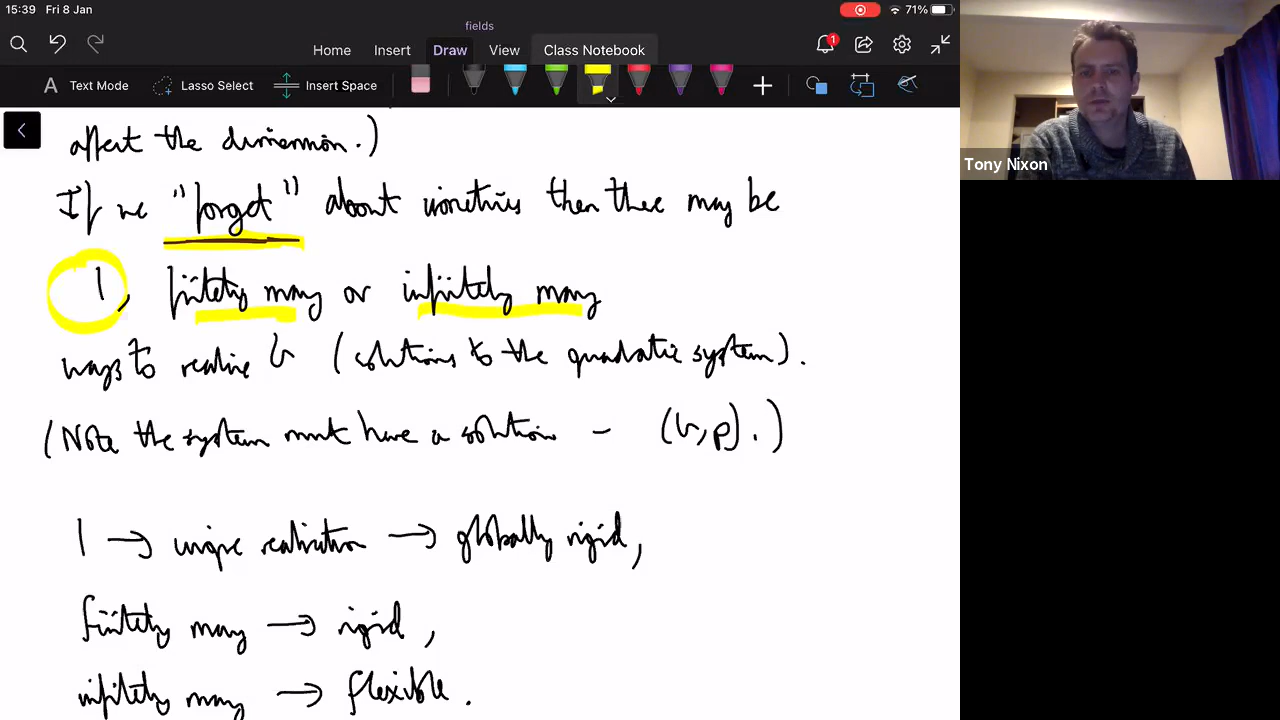 15:39 Fri 8 Jan
71%
fields
Home Insert Draw View Class Notebook
1
A Text Mode Lasso Select Insert Space
Tony Nixon
affect the dimension.)
If we "forget" about isometries then there may be
1, finitely many or infinitely many
ways to realise G (solutions to the quadratic system).
(Note the system must have a solution - (G,p).)
1 → unique realisation → globally rigid,
finitely many → rigid,
infinitely many → flexible.